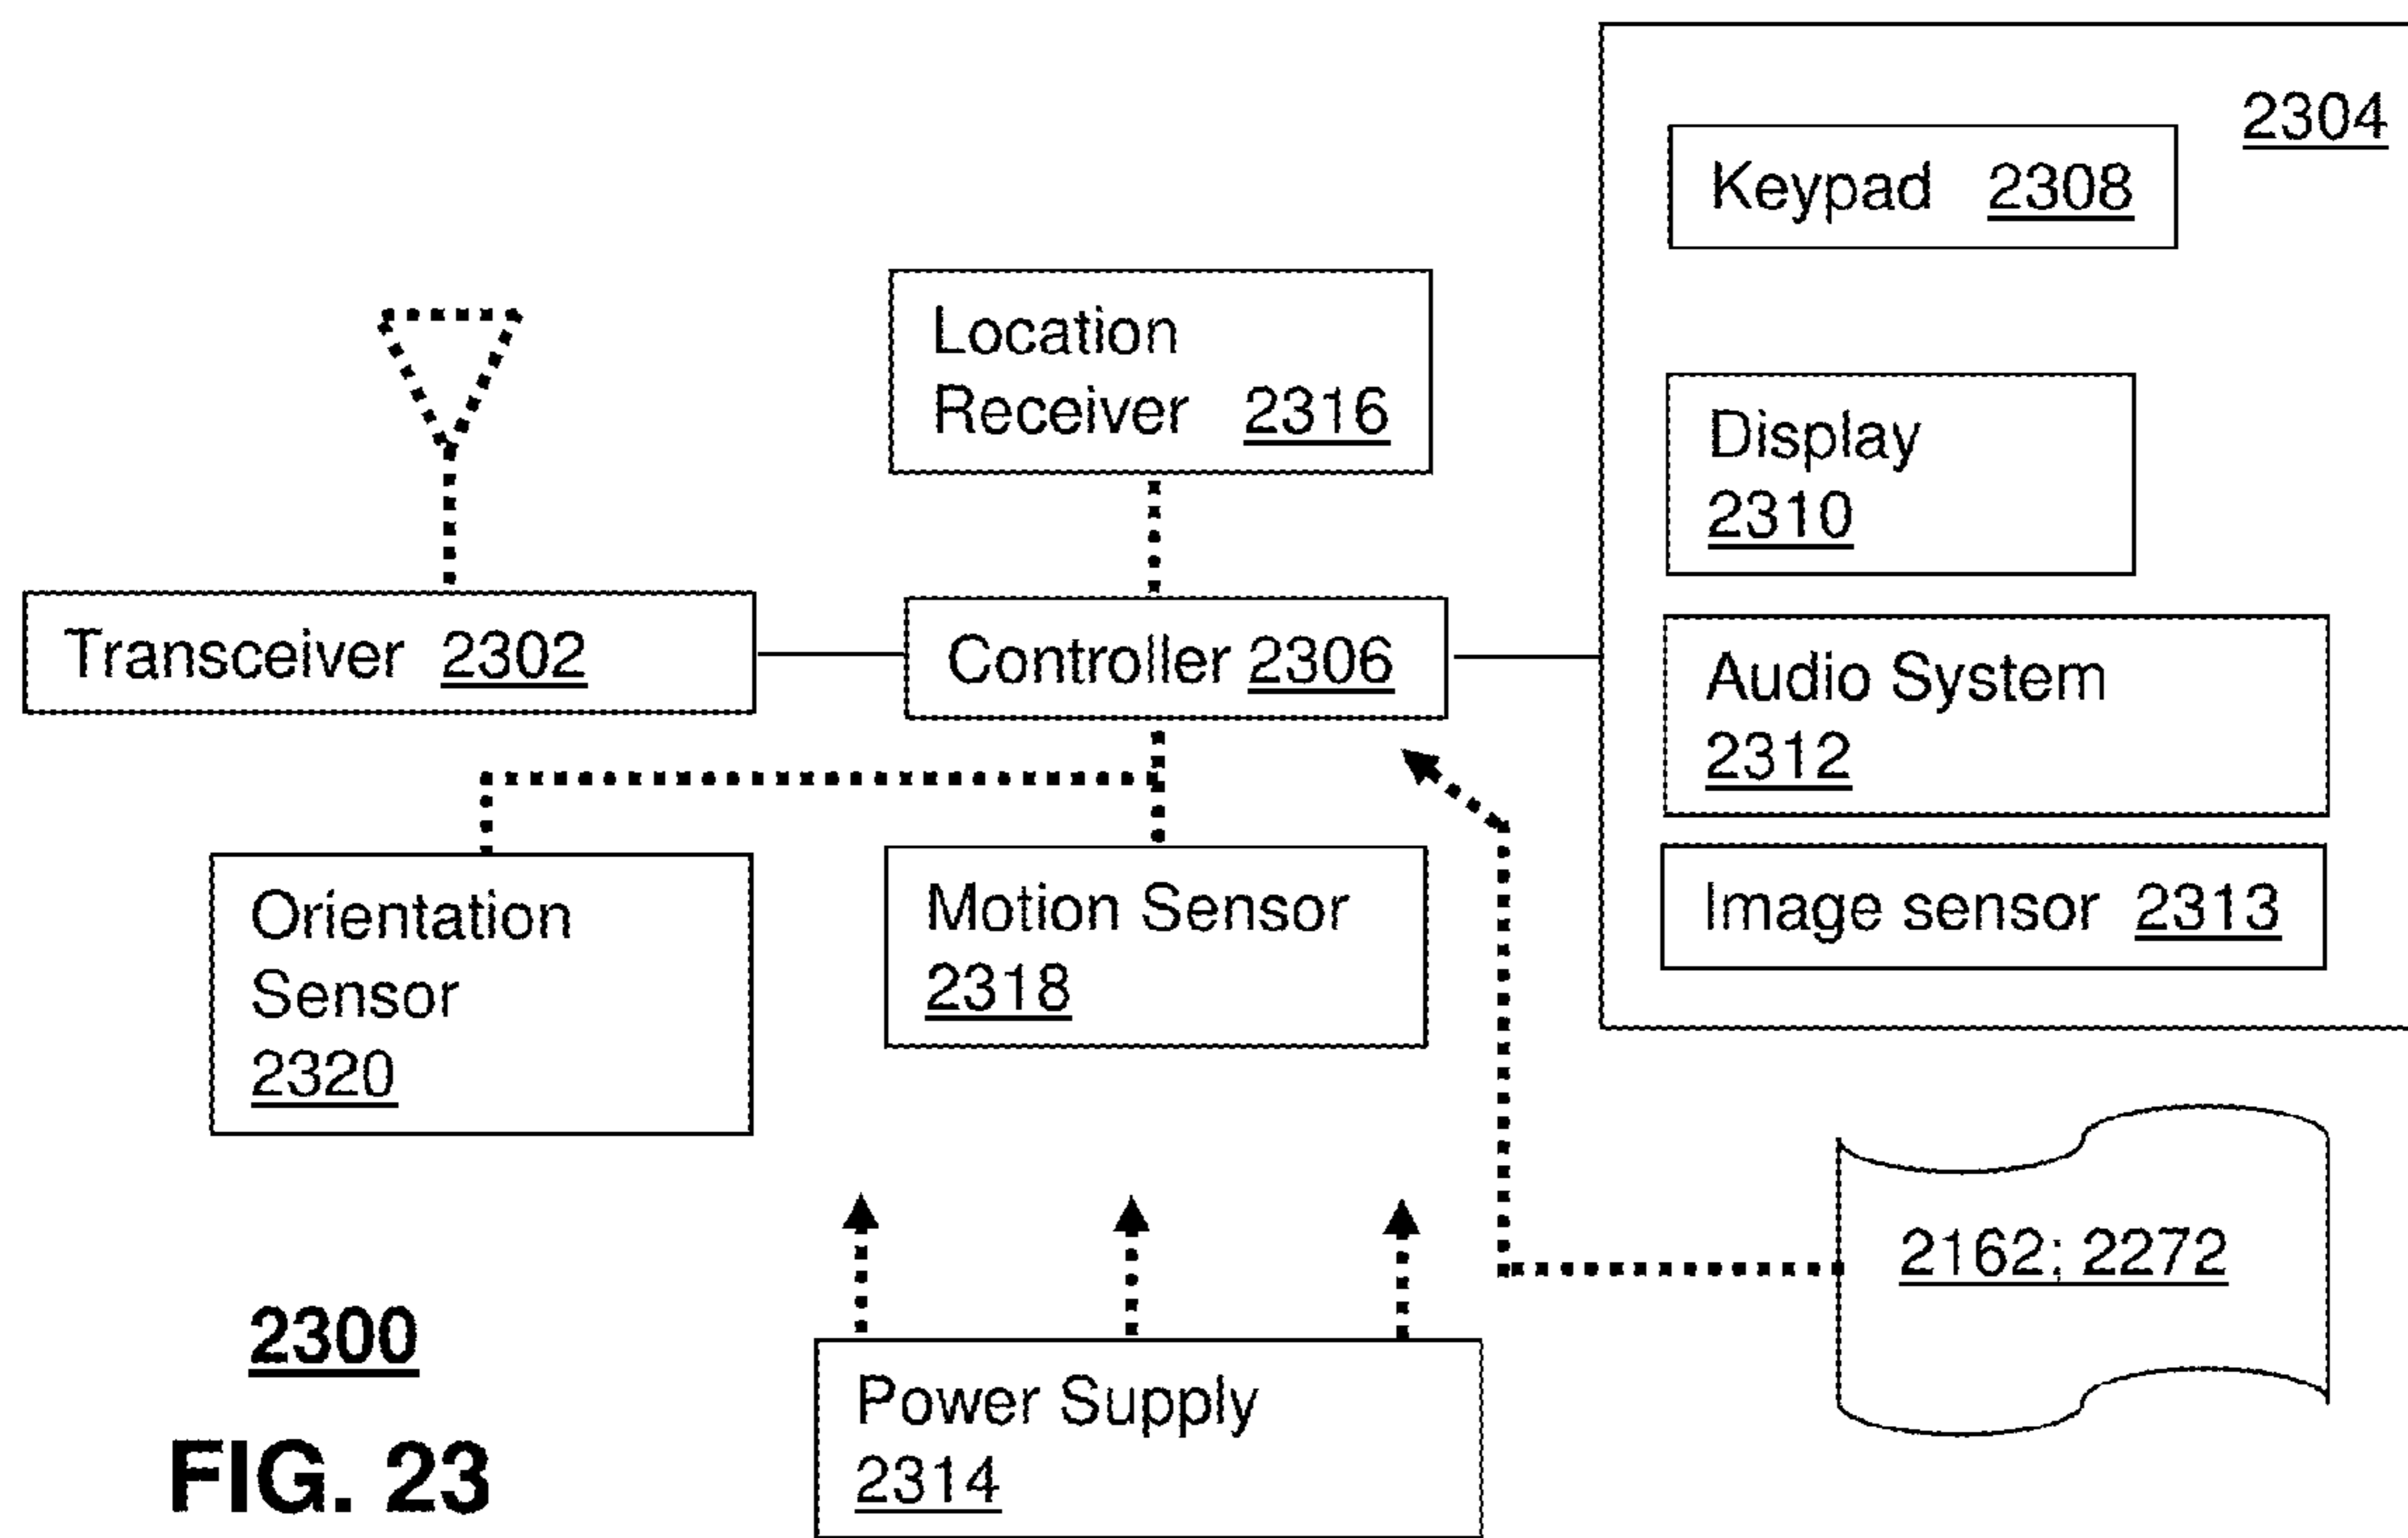 2304
Keypad 2308
Location
Receiver 2316
Display
2310
Transceiver 2302
Controller 2306
Audio System
2312
Image sensor 2313
Orientation
Sensor
2320
Motion Sensor
2318
2162; 2272
Power Supply
2314
2300
FIG. 23